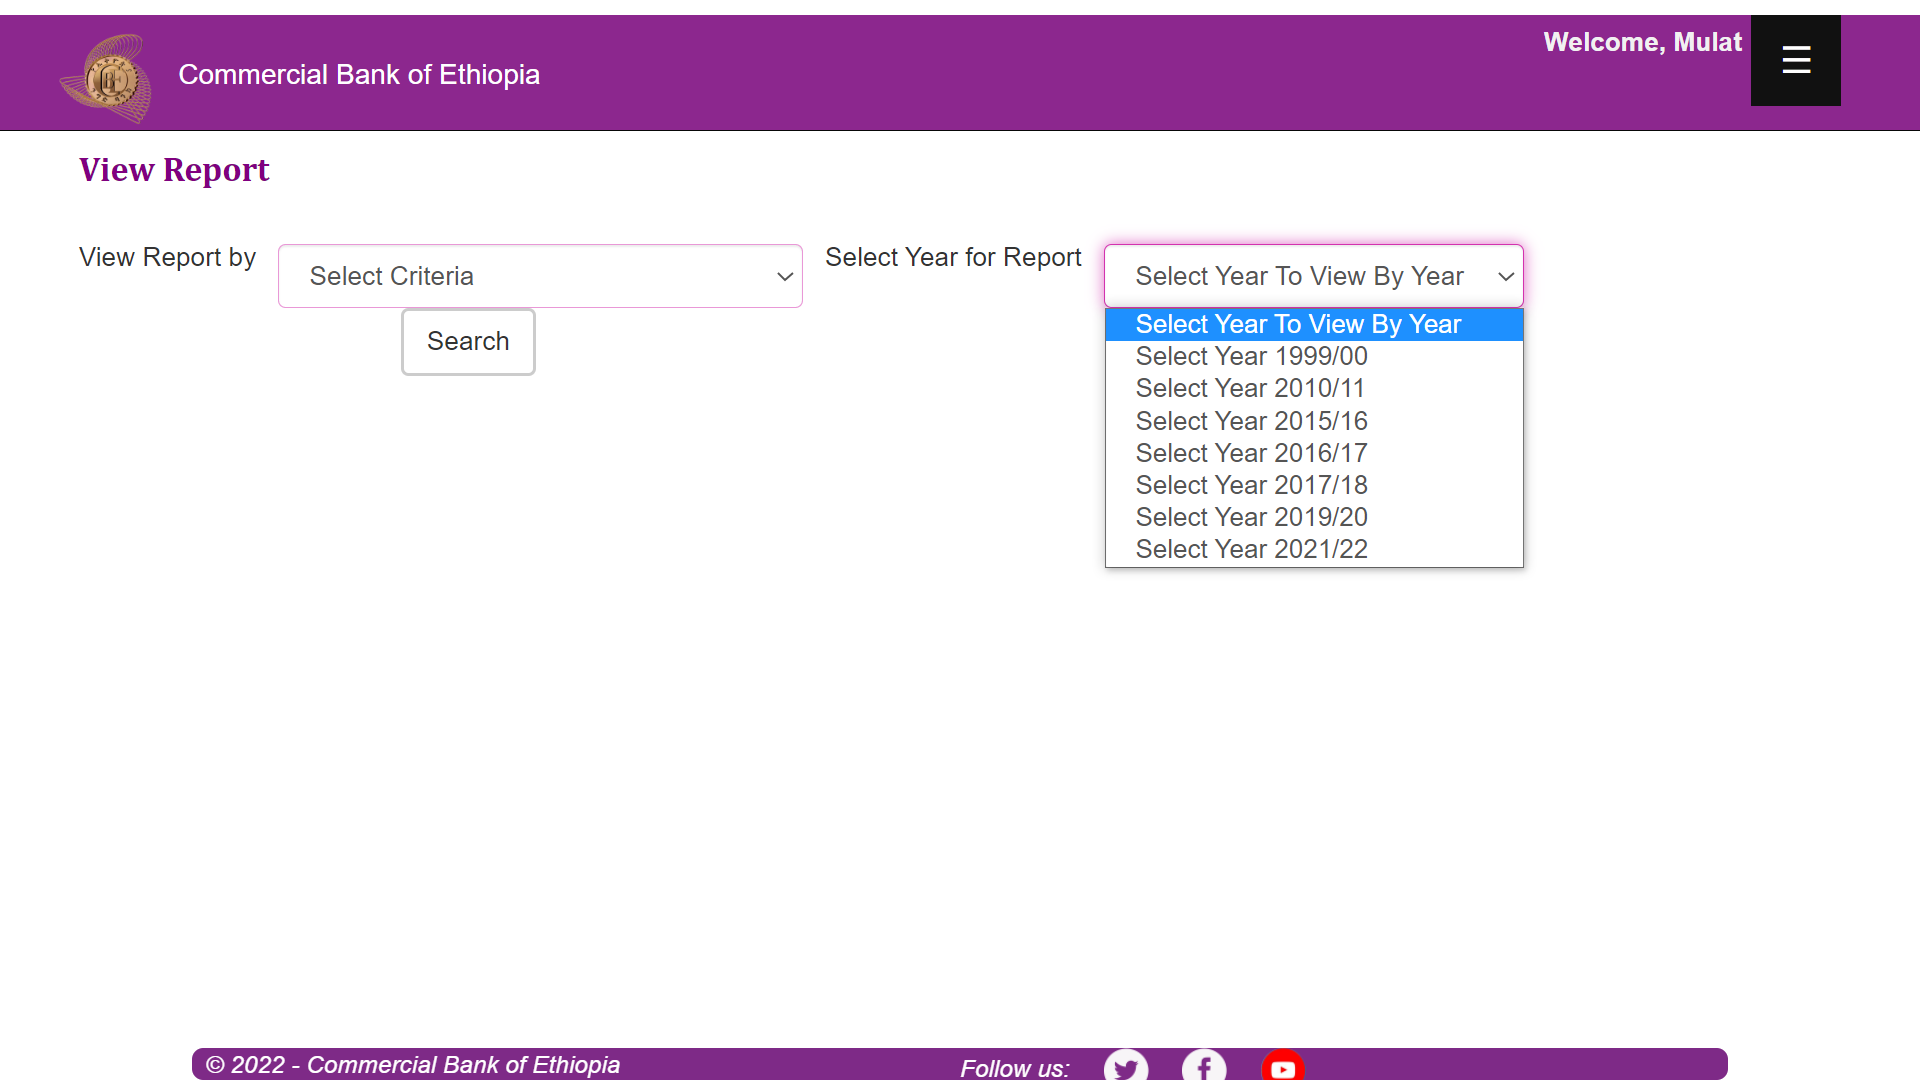 Commercial Bank of Ethiopia
Welcome, Mulat
View Report
View Report by
Select Criteria
Select Year for Report
Select Year To View By Year
Search
Select Year To View By Year
Select Year 1999/00
Select Year 2010/11
Select Year 2015/16
Select Year 2016/17
Select Year 2017/18
Select Year 2019/20
Select Year 2021/22
© 2022 - Commercial Bank of Ethiopia
Follow us: